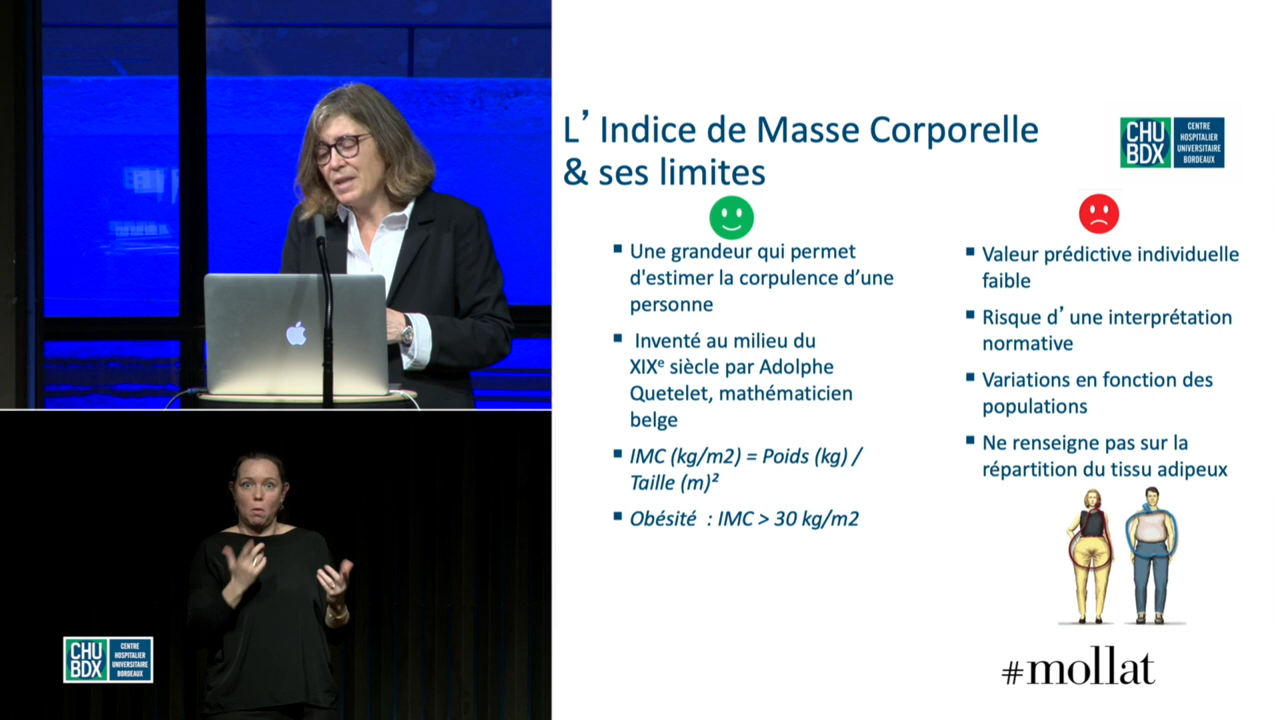 L’ Indice de Masse Corporelle
& ses limites
CHU
BDX
CENTRE
HOSPITALIER
UNIVERSITAIRE
BORDEAUX
▪ Une grandeur qui permet
d'estimer la corpulence d’une
personne
▪ Inventé au milieu du
XIXe siècle par Adolphe
Quetelet, mathématicien
belge
▪ IMC (kg/m2) = Poids (kg) /
Taille (m)²
▪ Obésité : IMC > 30 kg/m2
▪ Valeur prédictive individuelle
faible
▪ Risque d’ une interprétation
normative
▪ Variations en fonction des
populations
▪ Ne renseigne pas sur la
répartition du tissu adipeux
#mollat
CHU
BDX
CENTRE
HOSPITALIER
UNIVERSITAIRE
BORDEAUX